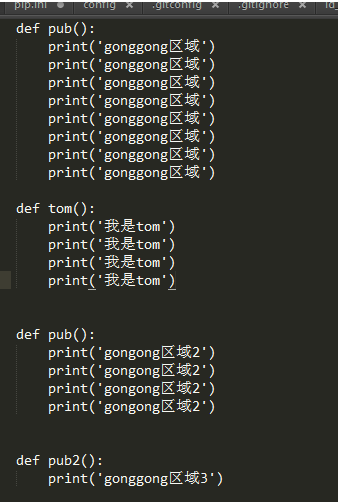 pip.ini config .gitconfig .gitignore id_
def pub():
    print('gonggong区域')
    print('gonggong区域')
    print('gonggong区域')
    print('gonggong区域')
    print('gonggong区域')
    print('gonggong区域')
    print('gonggong区域')
    print('gonggong区域')
def tom():
    print('我是tom')
    print('我是tom')
    print('我是tom')
    print('我是tom')
def pub():
    print('gongong区域2')
    print('gongong区域2')
    print('gongong区域2')
    print('gongong区域2')
def pub2():
    print('gonggong区域3')